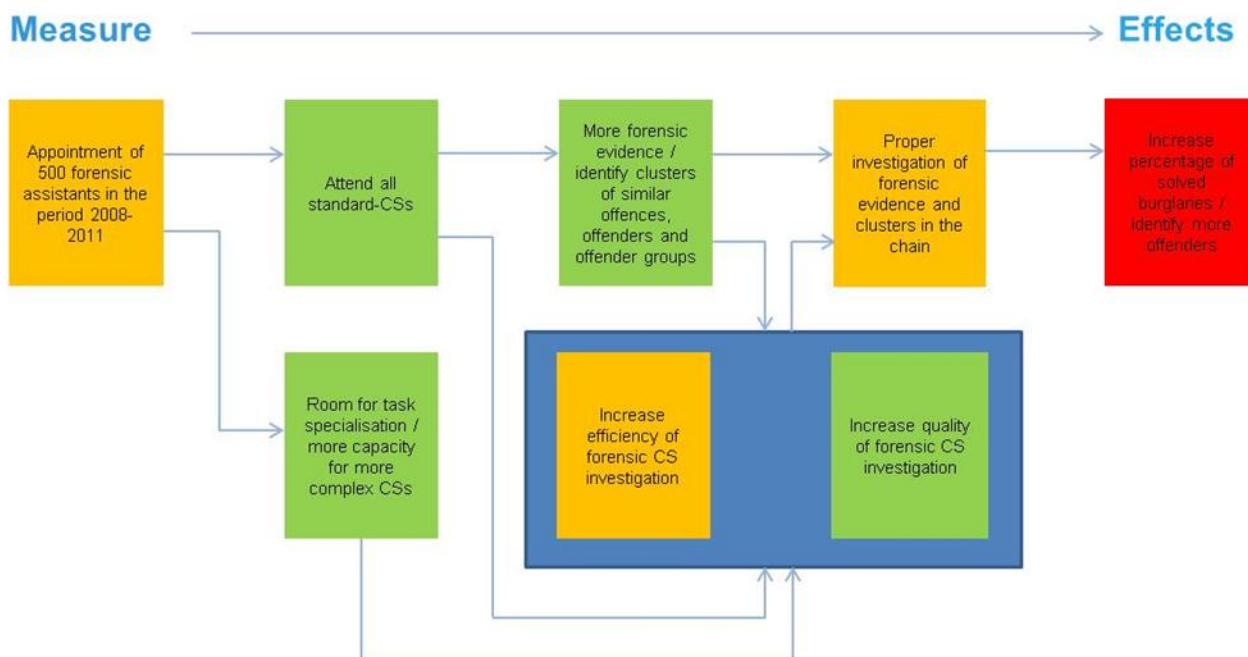 Measure
Effects
Appointment of
500 forensic
assistants in the
period 2008-
2011
Attend all
standard-CSs
More forensic
evidence /
identify clusters
of similar
offences,
offenders and
offender groups
Proper
investigation of
forensic
evidence and
clusters in the
chain
Increase
percentage of
solved
burglaries /
identify more
offenders
Room for task
specialisation /
more capacity
for more
complex CSs
Increase
efficiency of
forensic CS
investigation
Increase quality
of forensic CS
investigation